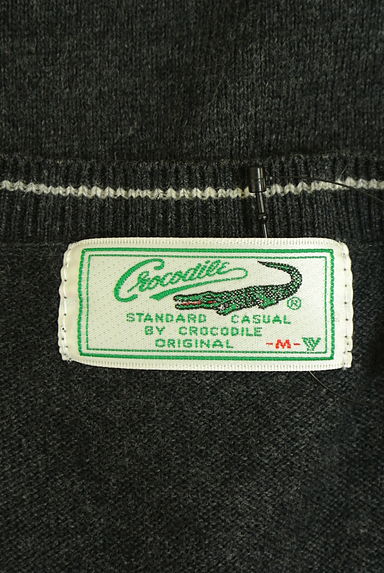 Crocodile
®
STANDARD CASUAL
BY CROCODILE
ORIGINAL -M-